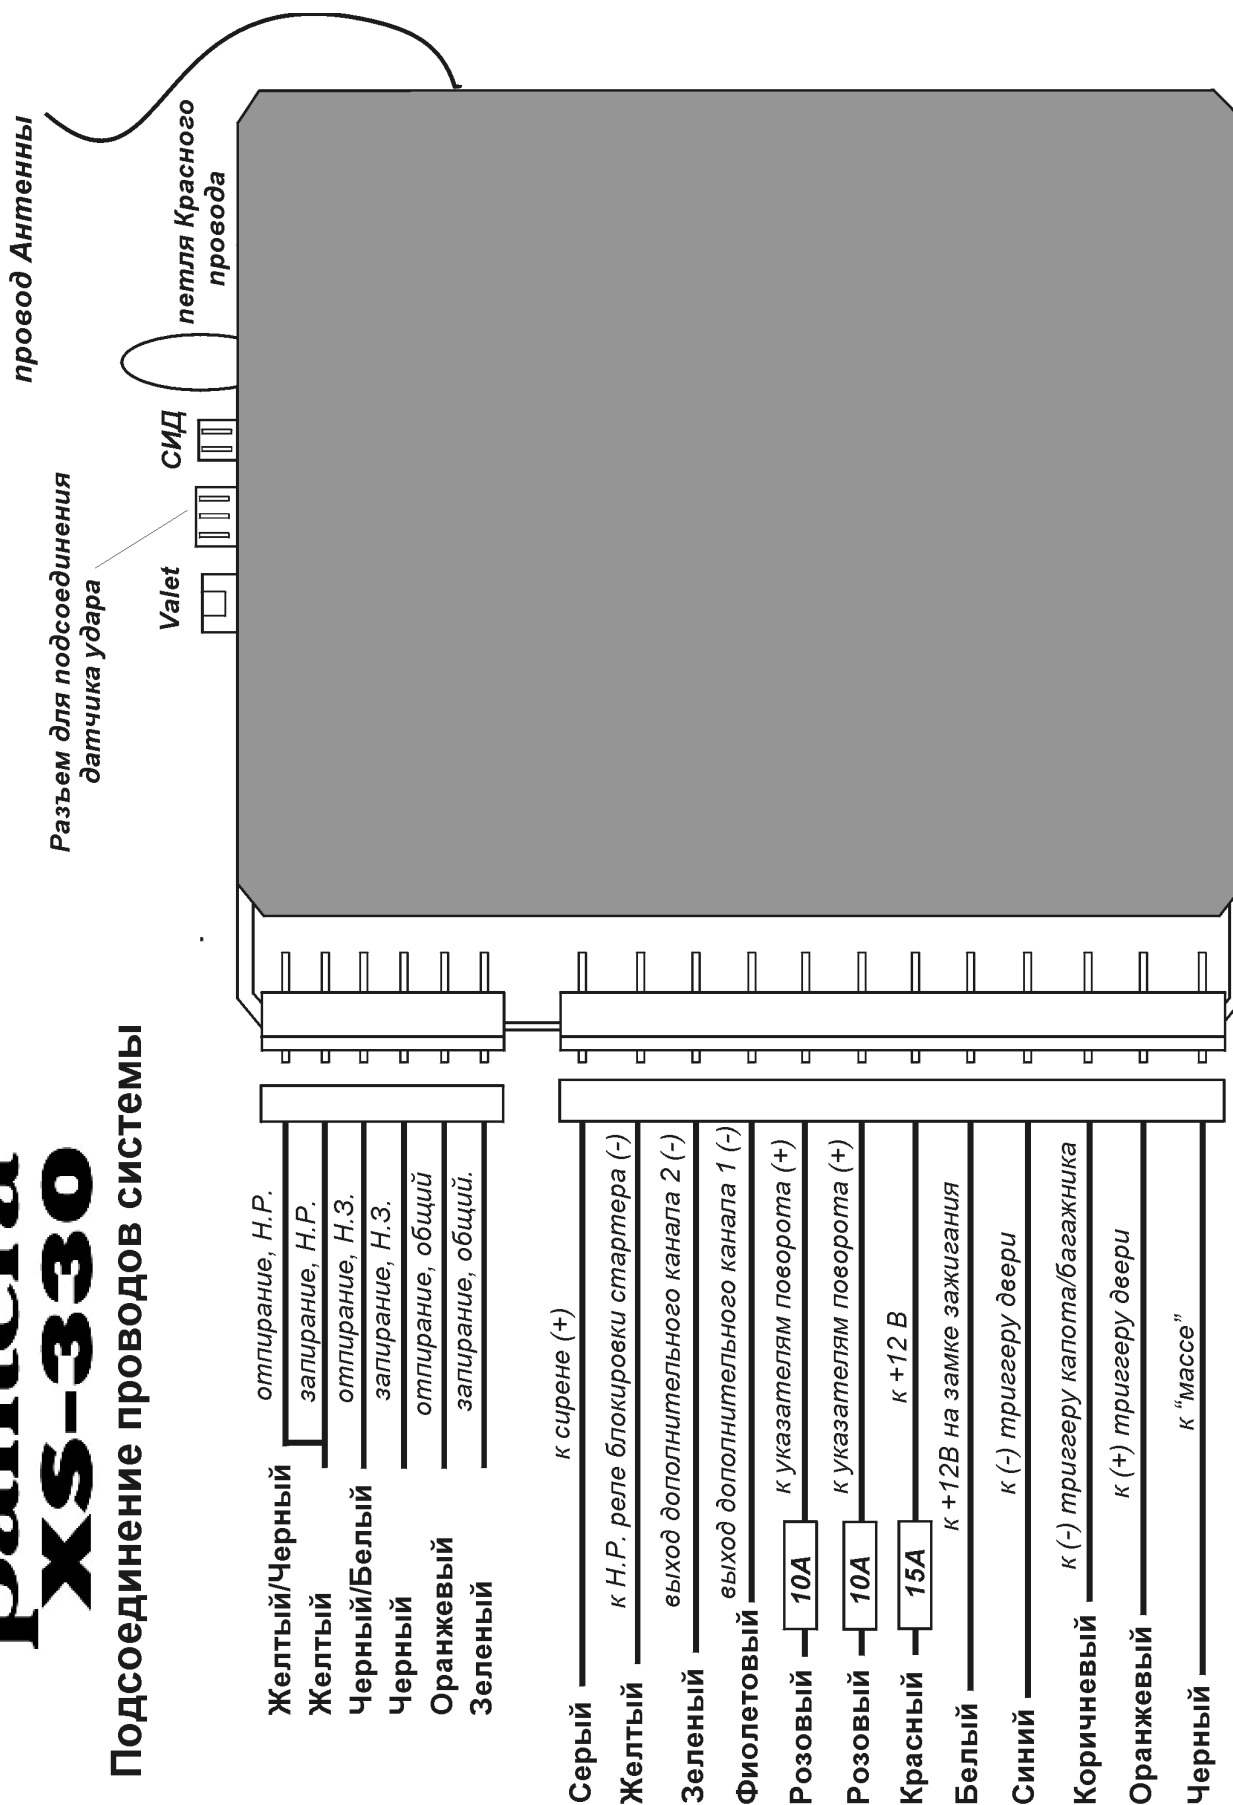 XS-330
Подсоединение проводов системы
провод Антенны
петля Красного
провода
СИД
Разъем для подсоединения
датчика удара
Valet
Желтый/Черный
отпирание, Н.Р.
Желтый
запирание, Н.Р.
Черный/Белый
отпирание, Н.З.
Черный
запирание, Н.З.
Оранжевый
отпирание, общий
Зеленый
запирание, общий.
Серый
к сирене (+)
Желтый
к Н.Р. реле блокировки стартера (-)
Зеленый
выход дополнительного канала 2 (-)
Фиолетовый
выход дополнительного канала 1 (-)
Розовый
10А
к указателям поворота (+)
Розовый
10А
к указателям поворота (+)
Красный
15А
к +12 В
Белый
к +12В на замке зажигания
Синий
к (-) триггеру двери
Коричневый
к (-) триггеру капота/багажника
Оранжевый
к (+) триггеру двери
Черный
к “массе”